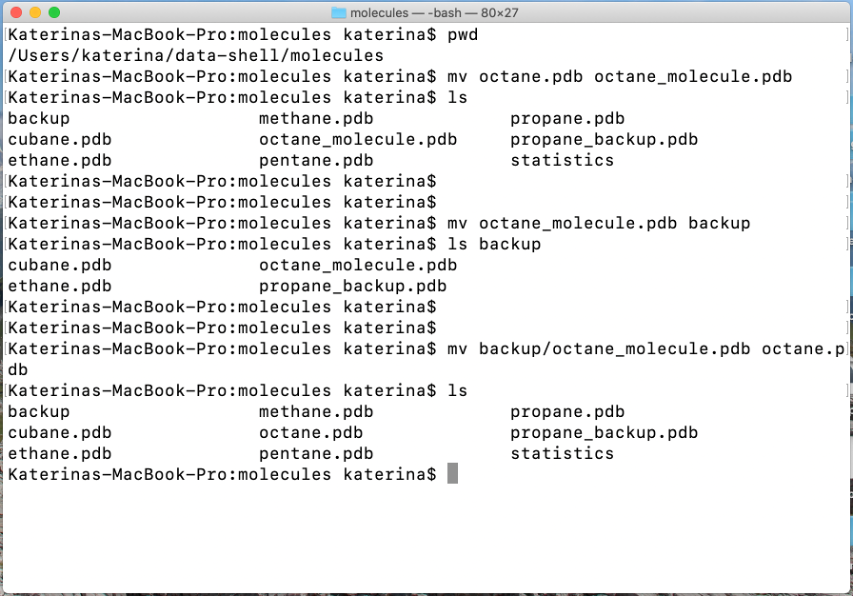 molecules — -bash — 80×27
Katerinas-MacBook-Pro:molecules katerina$ pwd
/Users/katerina/data-shell/molecules
Katerinas-MacBook-Pro:molecules katerina$ mv octane.pdb octane_molecule.pdb
Katerinas-MacBook-Pro:molecules katerina$ ls
backup methane.pdb propane.pdb
cubane.pdb octane_molecule.pdb propane_backup.pdb
ethane.pdb pentane.pdb statistics
Katerinas-MacBook-Pro:molecules katerina$
Katerinas-MacBook-Pro:molecules katerina$
Katerinas-MacBook-Pro:molecules katerina$ mv octane_molecule.pdb backup
Katerinas-MacBook-Pro:molecules katerina$ ls backup
cubane.pdb octane_molecule.pdb
ethane.pdb propane_backup.pdb
Katerinas-MacBook-Pro:molecules katerina$
Katerinas-MacBook-Pro:molecules katerina$
Katerinas-MacBook-Pro:molecules katerina$ mv backup/octane_molecule.pdb octane.p
db
Katerinas-MacBook-Pro:molecules katerina$ ls
backup methane.pdb propane.pdb
cubane.pdb octane.pdb propane_backup.pdb
ethane.pdb pentane.pdb statistics
Katerinas-MacBook-Pro:molecules katerina$